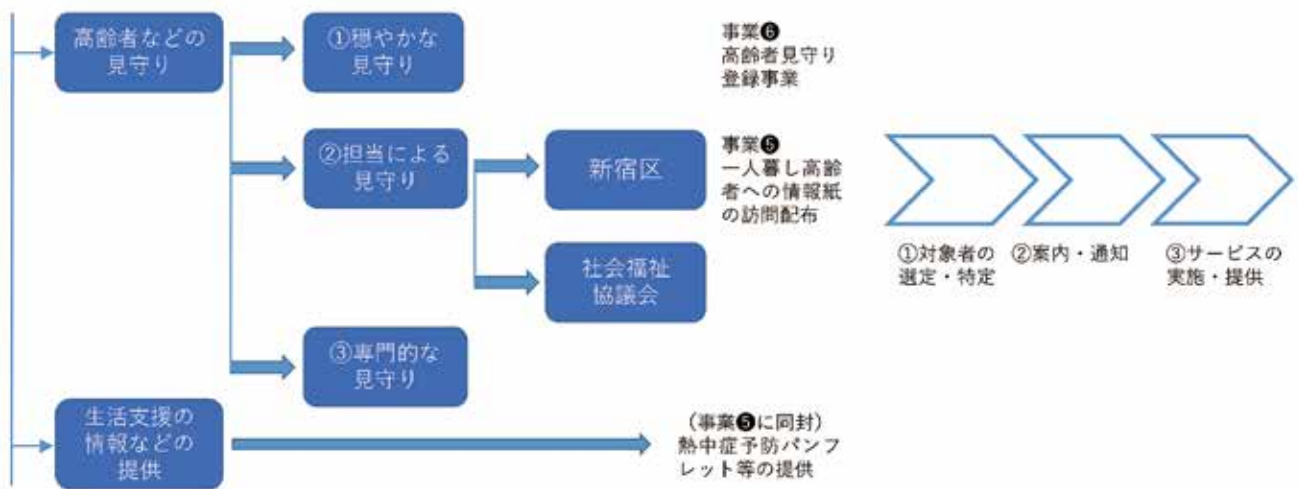 高齢者などの
見守り
①穏やかな
見守り
事業❻
高齢者見守り
登録事業
②担当による
見守り
新宿区
事業❺
一人暮し高齢
者への情報紙
の訪問配布
①対象者の
選定・特定
②案内・通知
③サービスの
実施・提供
社会福祉
協議会
③専門的な
見守り
生活支援の
情報などの
提供
（事業❺に同封）
熱中症予防パンフ
レット等の提供